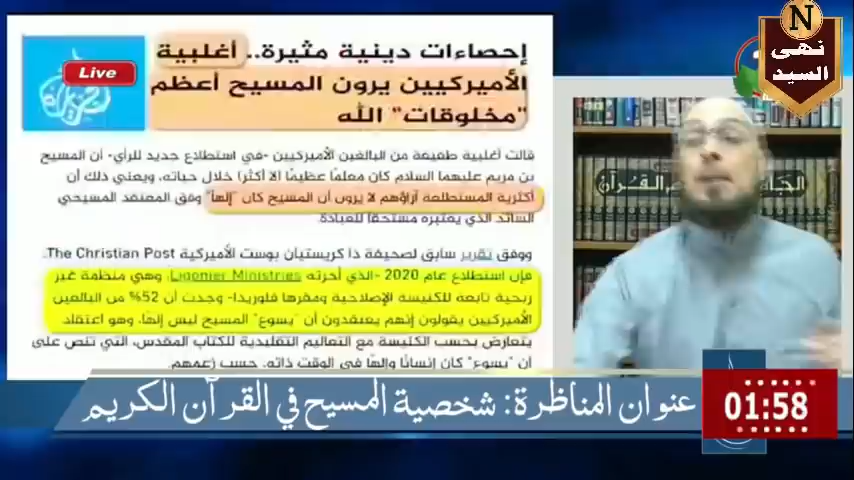 إحصاءات دينية مثيرة.. أغلبية
الأميركيين يرون المسيح أعظم
"مخلوقات" الله
قالت أغلبية طفيفة من البالغين الأميركيين -في استطلاع جديد للرأي- أن المسيح
بن مريم عليهما السلام كان معلمًا عظيمًا (لا أكثر) خلال حياته، ويعني ذلك أن
أكثرية المستطلعة آراؤهم لا يرون أن المسيح كان "إلها" وفق المعتقد المسيحي
السائد الذي يعتبره مستحقا للعبادة.
ووفق تقرير سابق لصحيفة ذا كريستيان بوست الأميركية The Christian Post،
فإن استطلاع عام 2020 -الذي أجرته Ligonier Ministries، وهي منظمة غير
ربحية تابعة للكنيسة الإصلاحية ومقرها فلوريدا- وجدت أن 52% من البالغين
الأميركيين يقولون إنهم يعتقدون أن "يسوع" المسيح ليس إلهًا، وهو اعتقاد
يتعارض بحسب الكنيسة مع التعاليم التقليدية للكتاب المقدس، التي تنص على
أن "يسوع" كان إنسانًا وإلهًا في الوقت ذاته، حسب زعمهم.
Live
N
نهى
السيد
القرآن
عنوان المناظرة: شخصية المسيح في القرآن الكريم
01:58